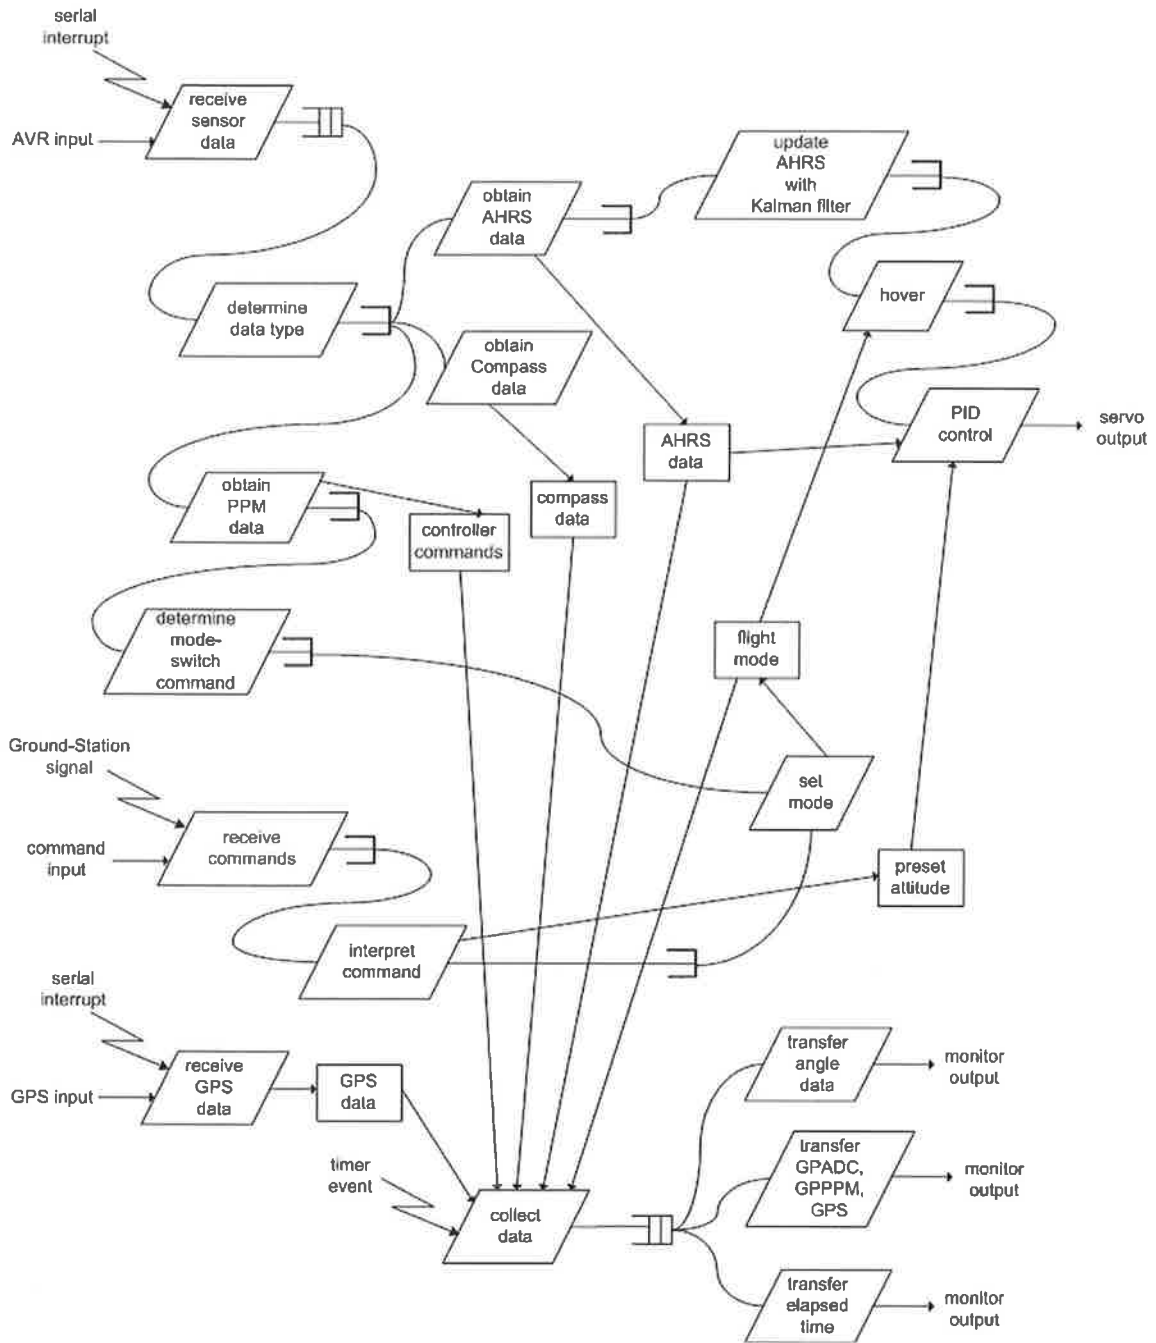 serial
interrupt
AVR input
receive
sensor
data
update
AHRS
with
Kalman filter
obtain
AHRS
data
hover
determine
data type
obtain
Compass
data
PID
control
servo
output
AHRS
data
obtain
PPM
data
compass
data
controller
commands
determine
mode-
switch
command
flight
mode
Ground-Station
signal
set
mode
command
input
receive
commands
preset
attitude
interpret
command
serial
interrupt
GPS input
receive
GPS
data
GPS
data
transfer
angle
data
monitor
output
timer
event
collect
data
transfer
GPADC,
GPPPM,
GPS
monitor
output
transfer
elapsed
time
monitor
output